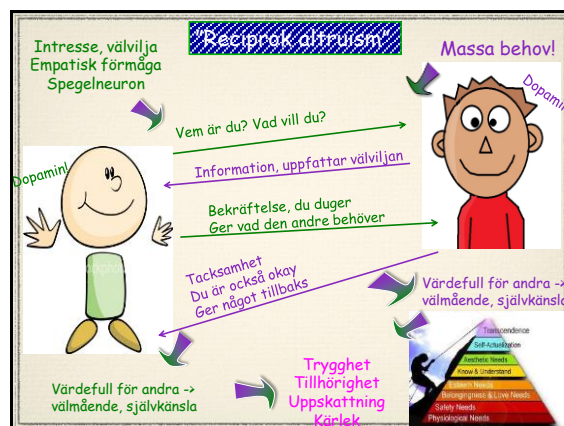 "Reciprok altruism"
Intresse, välvilja
Empatisk förmåga
Spegelneuron
Massa behov!
Dopamin!
Dopamin!
Vem är du? Vad vill du?
Information, uppfattar välviljan
Bekräftelse, du duger
Ger vad den andre behöver
Tacksamhet
Du är också okay
Ger något tillbaks
Värdefull för andra ->
välmående, självkänsla
Värdefull för andra ->
välmående, självkänsla
Trygghet
Tillhörighet
Uppskattning
Kärlek
Transcendence
Self-Actualization
Aesthetic Needs
Know & Understand
Esteem Needs
Belongingness & Love Needs
Safety Needs
Physiological Needs